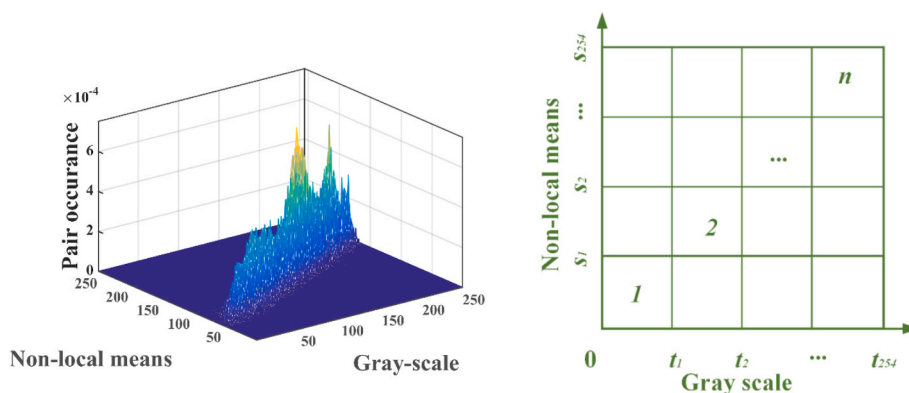 ×10⁻⁴
6
4
2
0
Pair occurance
250
200
150
100
50
Non-local means
50
100
150
200
250
Gray-scale
S254
...
S2
S1
Non-local means
n
...
2
1
0
t1
t2
...
t254
Gray scale